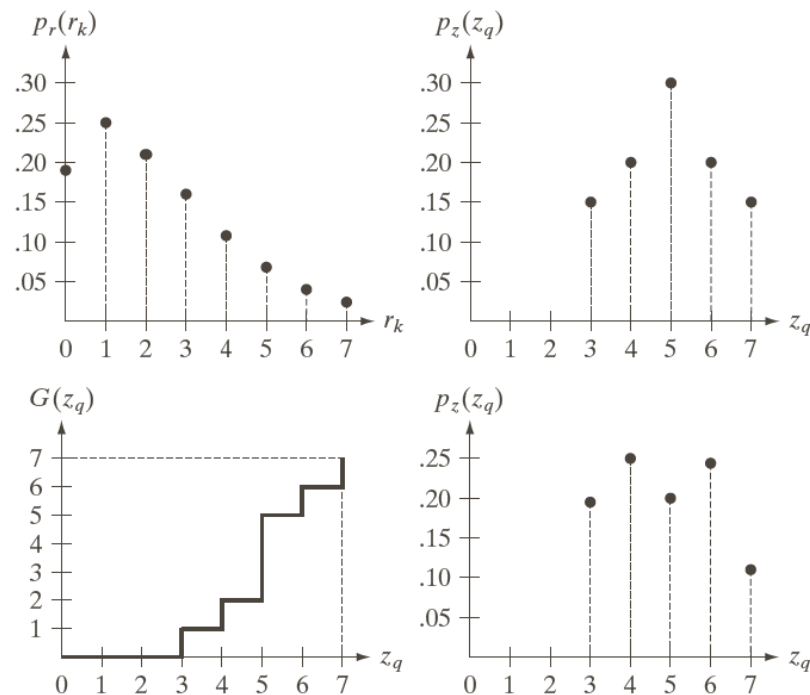 p_r(r_k)
.30
.25
.20
.15
.10
.05
0 1 2 3 4 5 6 7
r_k
p_z(z_q)
.30
.25
.20
.15
.10
.05
0 1 2 3 4 5 6 7
z_q
G(z_q)
7
6
5
4
3
2
1
0 1 2 3 4 5 6 7
z_q
p_z(z_q)
.25
.20
.15
.10
.05
0 1 2 3 4 5 6 7
z_q